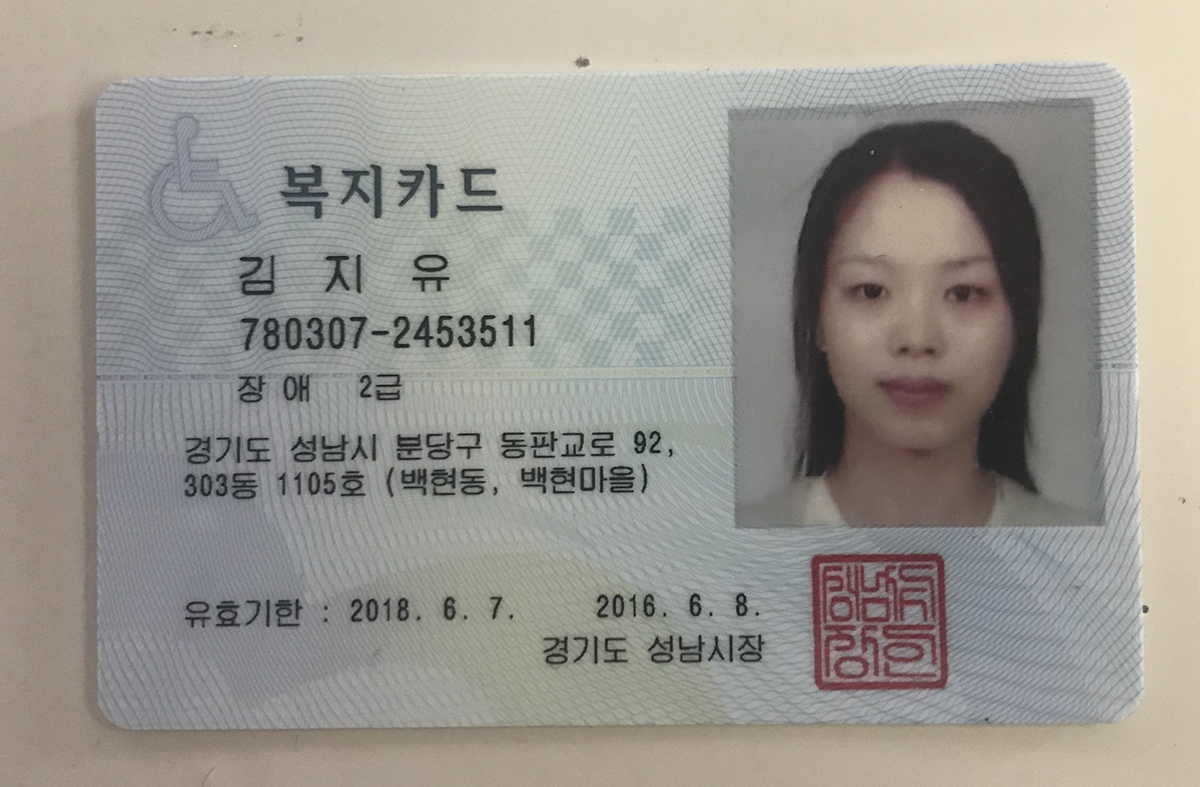 복지카드
김 지 유
780307-2453511
장 애 2급
경기도 성남시 분당구 동판교로 92,
303동 1105호 (백현동, 백현마을)
유효기한 : 2018. 6. 7. 2016. 6. 8.
경기도 성남시장